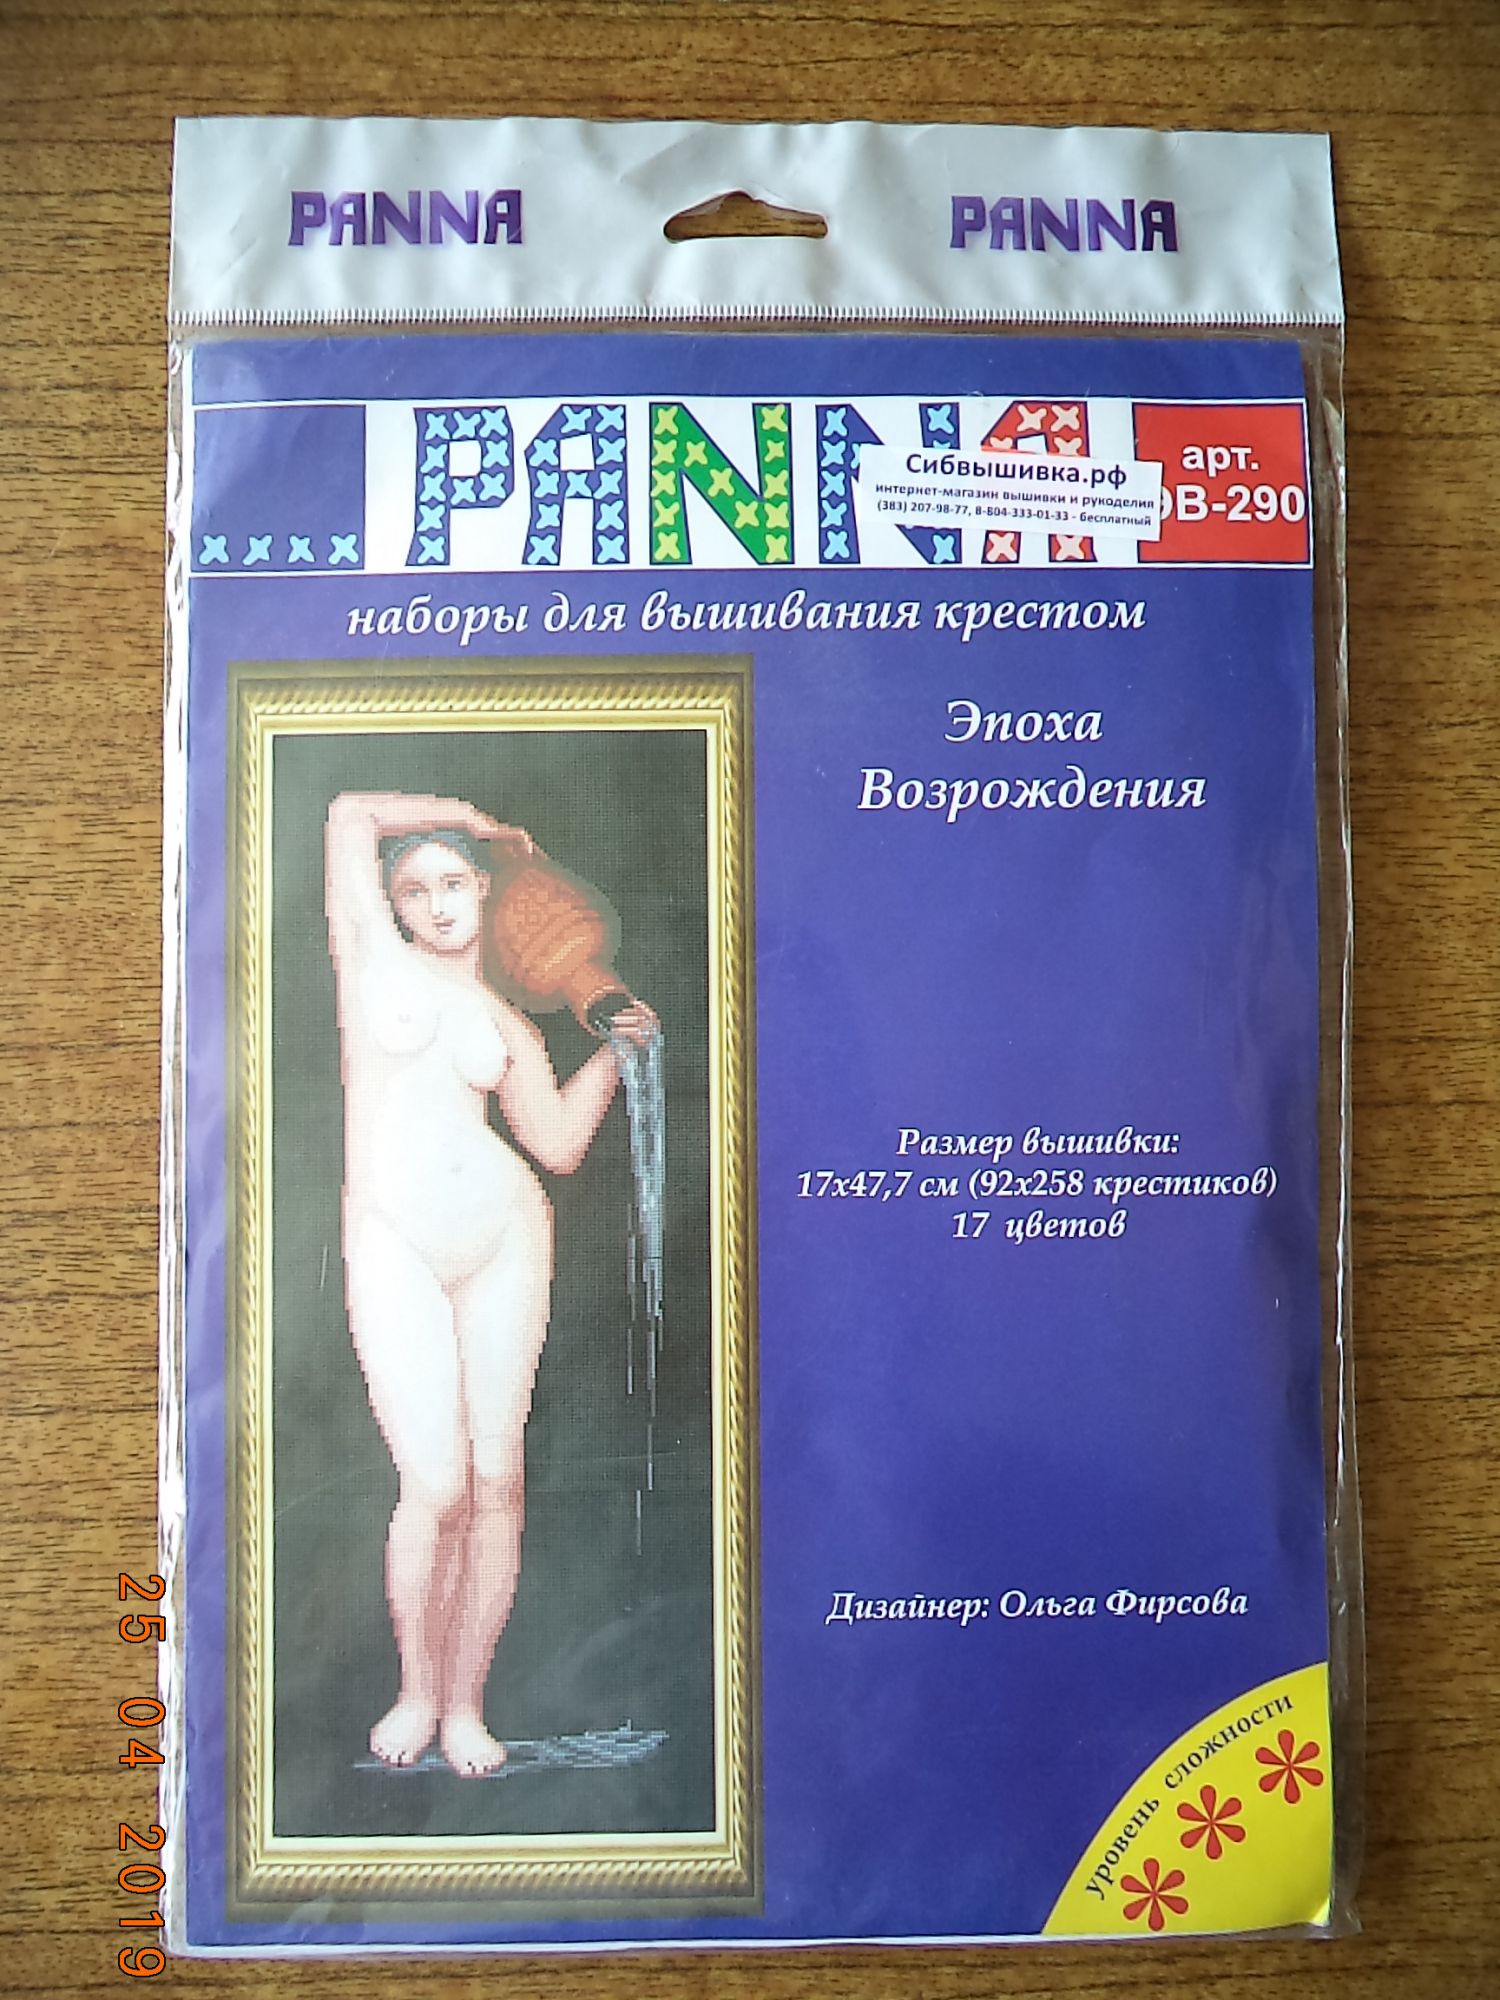 PANNA PANNA
PANNA
арт.
ЭВ-290
Сибвышивка.рф
интернет-магазин вышивки и рукоделия
(383) 207-98-77, 8-804-333-01-33 - бесплатный
наборы для вышивания крестом
Эпоха
Возрождения
Размер вышивки:
17х47,7 см (92х258 крестиков)
17 цветов
Дизайнер: Ольга Фирсова
уровень сложности
25 04 2019